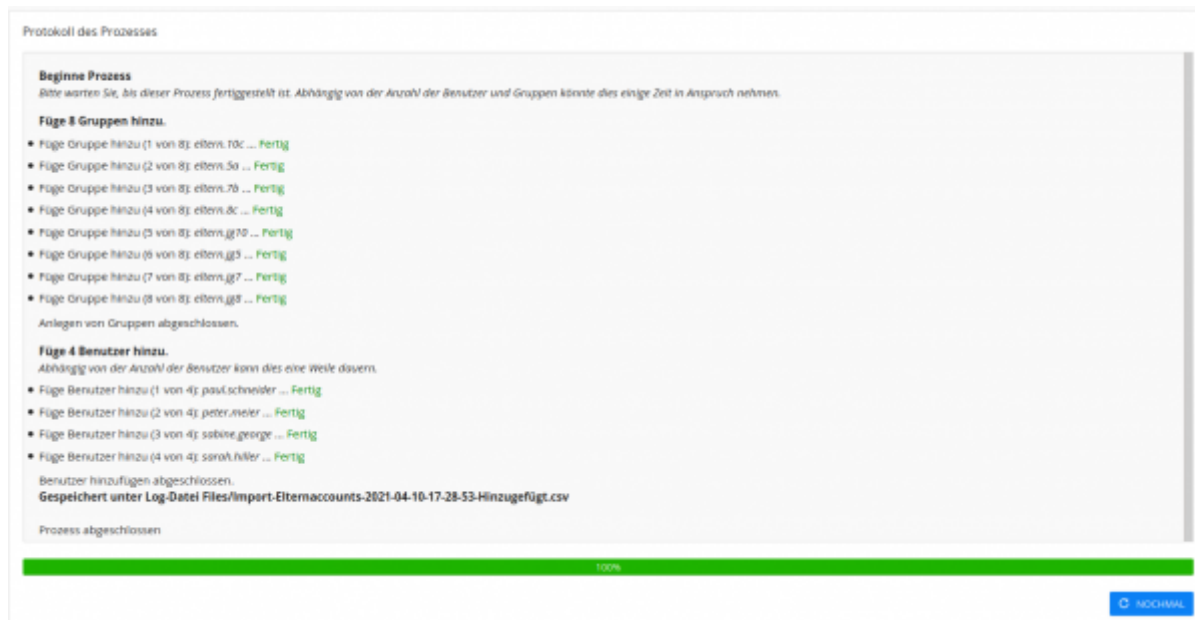 Protokoll des Prozesses
Beginne Prozess
Bitte warten Sie, bis dieser Prozess fertiggestellt ist. Abhängig von der Anzahl der Benutzer und Gruppen könnte dies einige Zeit in Anspruch nehmen.
Füge 8 Gruppen hinzu.
• Füge Gruppe hinzu (1 von 8): eltern.10c ... Fertig
• Füge Gruppe hinzu (2 von 8): eltern.5a ... Fertig
• Füge Gruppe hinzu (3 von 8): eltern.7b ... Fertig
• Füge Gruppe hinzu (4 von 8): eltern.8c ... Fertig
• Füge Gruppe hinzu (5 von 8): eltern.jg10 ... Fertig
• Füge Gruppe hinzu (6 von 8): eltern.jg5 ... Fertig
• Füge Gruppe hinzu (7 von 8): eltern.jg7 ... Fertig
• Füge Gruppe hinzu (8 von 8): eltern.jg8 ... Fertig
Anlegen von Gruppen abgeschlossen.
Füge 4 Benutzer hinzu.
Abhängig von der Anzahl der Benutzer kann dies eine Weile dauern.
• Füge Benutzer hinzu (1 von 4): paul.schneider ... Fertig
• Füge Benutzer hinzu (2 von 4): peter.meier ... Fertig
• Füge Benutzer hinzu (3 von 4): sabine.george ... Fertig
• Füge Benutzer hinzu (4 von 4): sarah.hiller ... Fertig
Benutzer hinzufügen abgeschlossen.
Gespeichert unter Log-Datei Files/Import-Elternaccounts-2021-04-10-17-28-53-Hinzugefügt.csv
Prozess abgeschlossen
100%
NOCHMAL